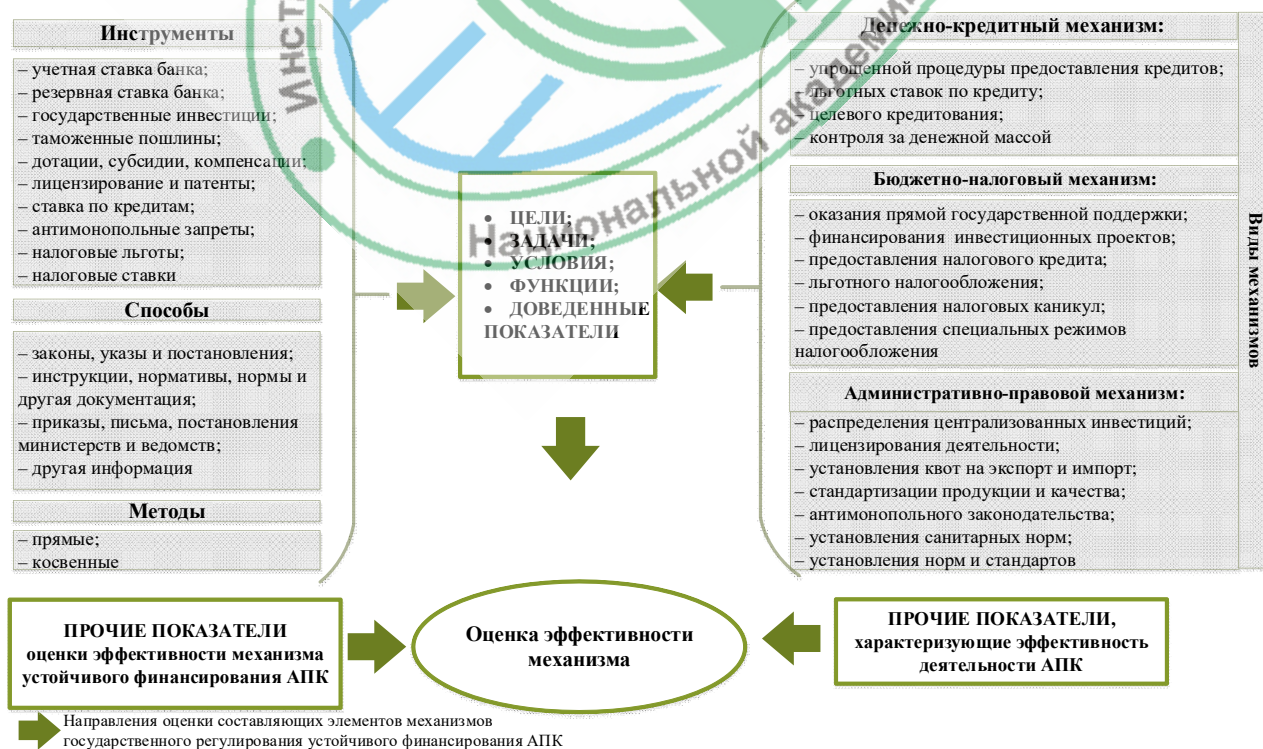 Инструменты
– учетная ставка банка;
– резервная ставка банка;
– государственные инвестиции;
– таможенные пошлины;
– дотации, субсидии, компенсации;
– лицензирование и патенты;
– ставка по кредитам;
– антимонопольные запреты;
– налоговые льготы;
– налоговые ставки
Способы
– законы, указы и постановления;
– инструкции, нормативы, нормы и
другая документация;
– приказы, письма, постановления
министерств и ведомств;
– другая информация
Методы
– прямые;
– косвенные
• ЦЕЛИ;
• ЗАДАЧИ;
• УСЛОВИЯ;
• ФУНКЦИИ;
• ДОВЕДЕННЫЕ
ПОКАЗАТЕЛИ
Национальной
Денежно-кредитный механизм:
– упрощенной процедуры предоставления кредитов;
– льготных ставок по кредиту;
– целевого кредитования;
– контроля за денежной массой
Бюджетно-налоговый механизм:
– оказания прямой государственной поддержки;
– финансирования инвестиционных проектов;
– предоставления налогового кредита;
– льготного налогообложения;
– предоставления налоговых каникул;
– предоставления специальных режимов
налогообложения
Административно-правовой механизм:
– распределения централизованных инвестиций;
– лицензирования деятельности;
– установления квот на экспорт и импорт;
– стандартизации продукции и качества;
– антимонопольного законодательства;
– установления санитарных норм;
– установления норм и стандартов
Виды механизмов
ПРОЧИЕ ПОКАЗАТЕЛИ
оценки эффективности механизма
устойчивого финансирования АПК
Оценка эффективности
механизма
ПРОЧИЕ ПОКАЗАТЕЛИ,
характеризующие эффективность
деятельности АПК
Направления оценки составляющих элементов механизмов
государственного регулирования устойчивого финансирования АПК